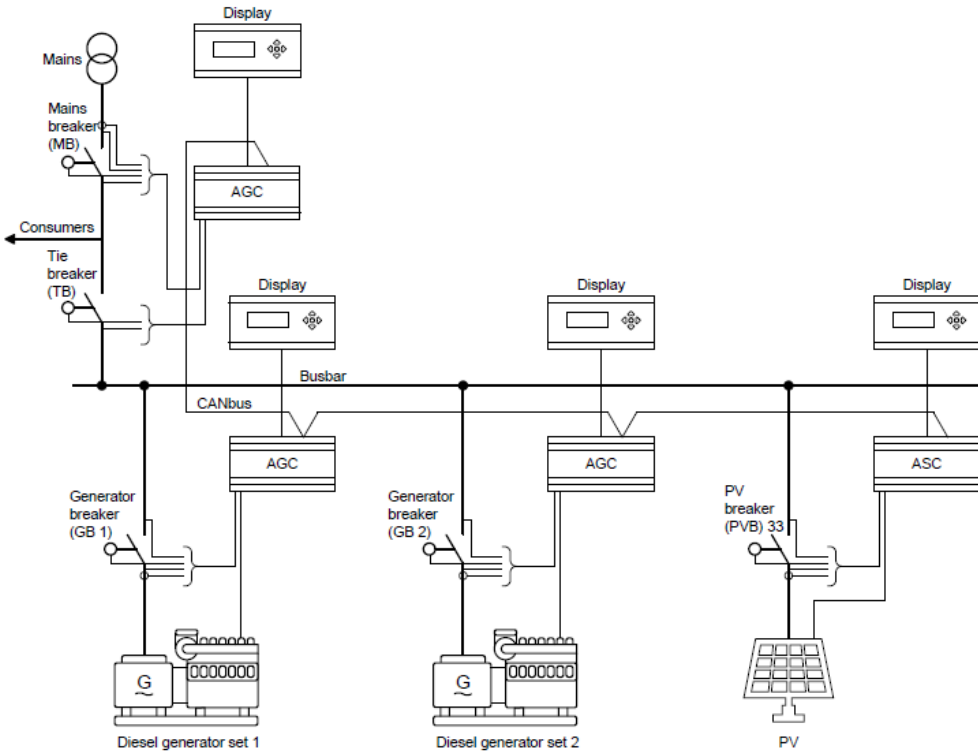 Display
Mains
Mains
breaker
(MB)
AGC
Consumers
Tie
breaker
(TB)
Display
Display
Display
Busbar
CANbus
AGC
AGC
ASC
Generator
breaker
(GB 1)
Generator
breaker
(GB 2)
PV
breaker
(PVB) 33
G
~
G
~
Diesel generator set 1
Diesel generator set 2
PV